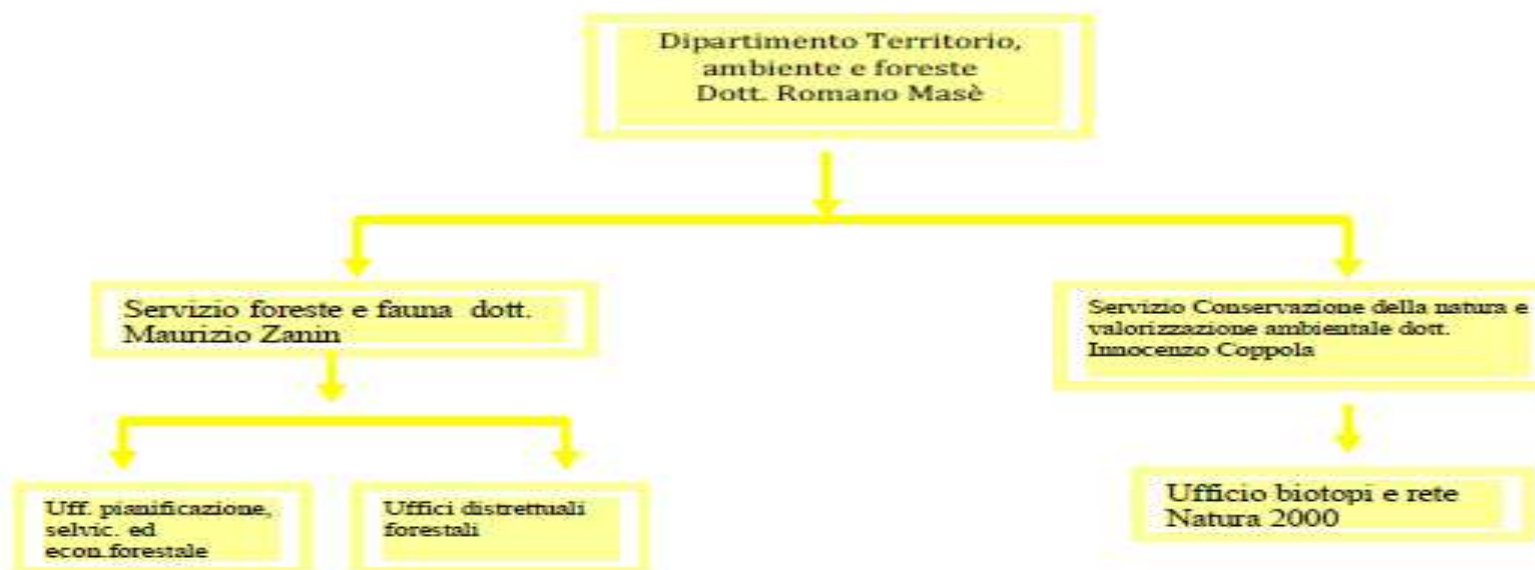 Dipartimento Territorio,
ambiente e foreste
Dott. Romano Masè
Servizio foreste e fauna dott.
Maurizio Zanin
Servizio Conservazione della natura e
valorizzazione ambientale dott.
Innocenzo Coppola
Uff. pianificazione,
selvic. ed
econ.forestale
Uffici distrettuali
forestali
Ufficio biotopi e rete
Natura 2000